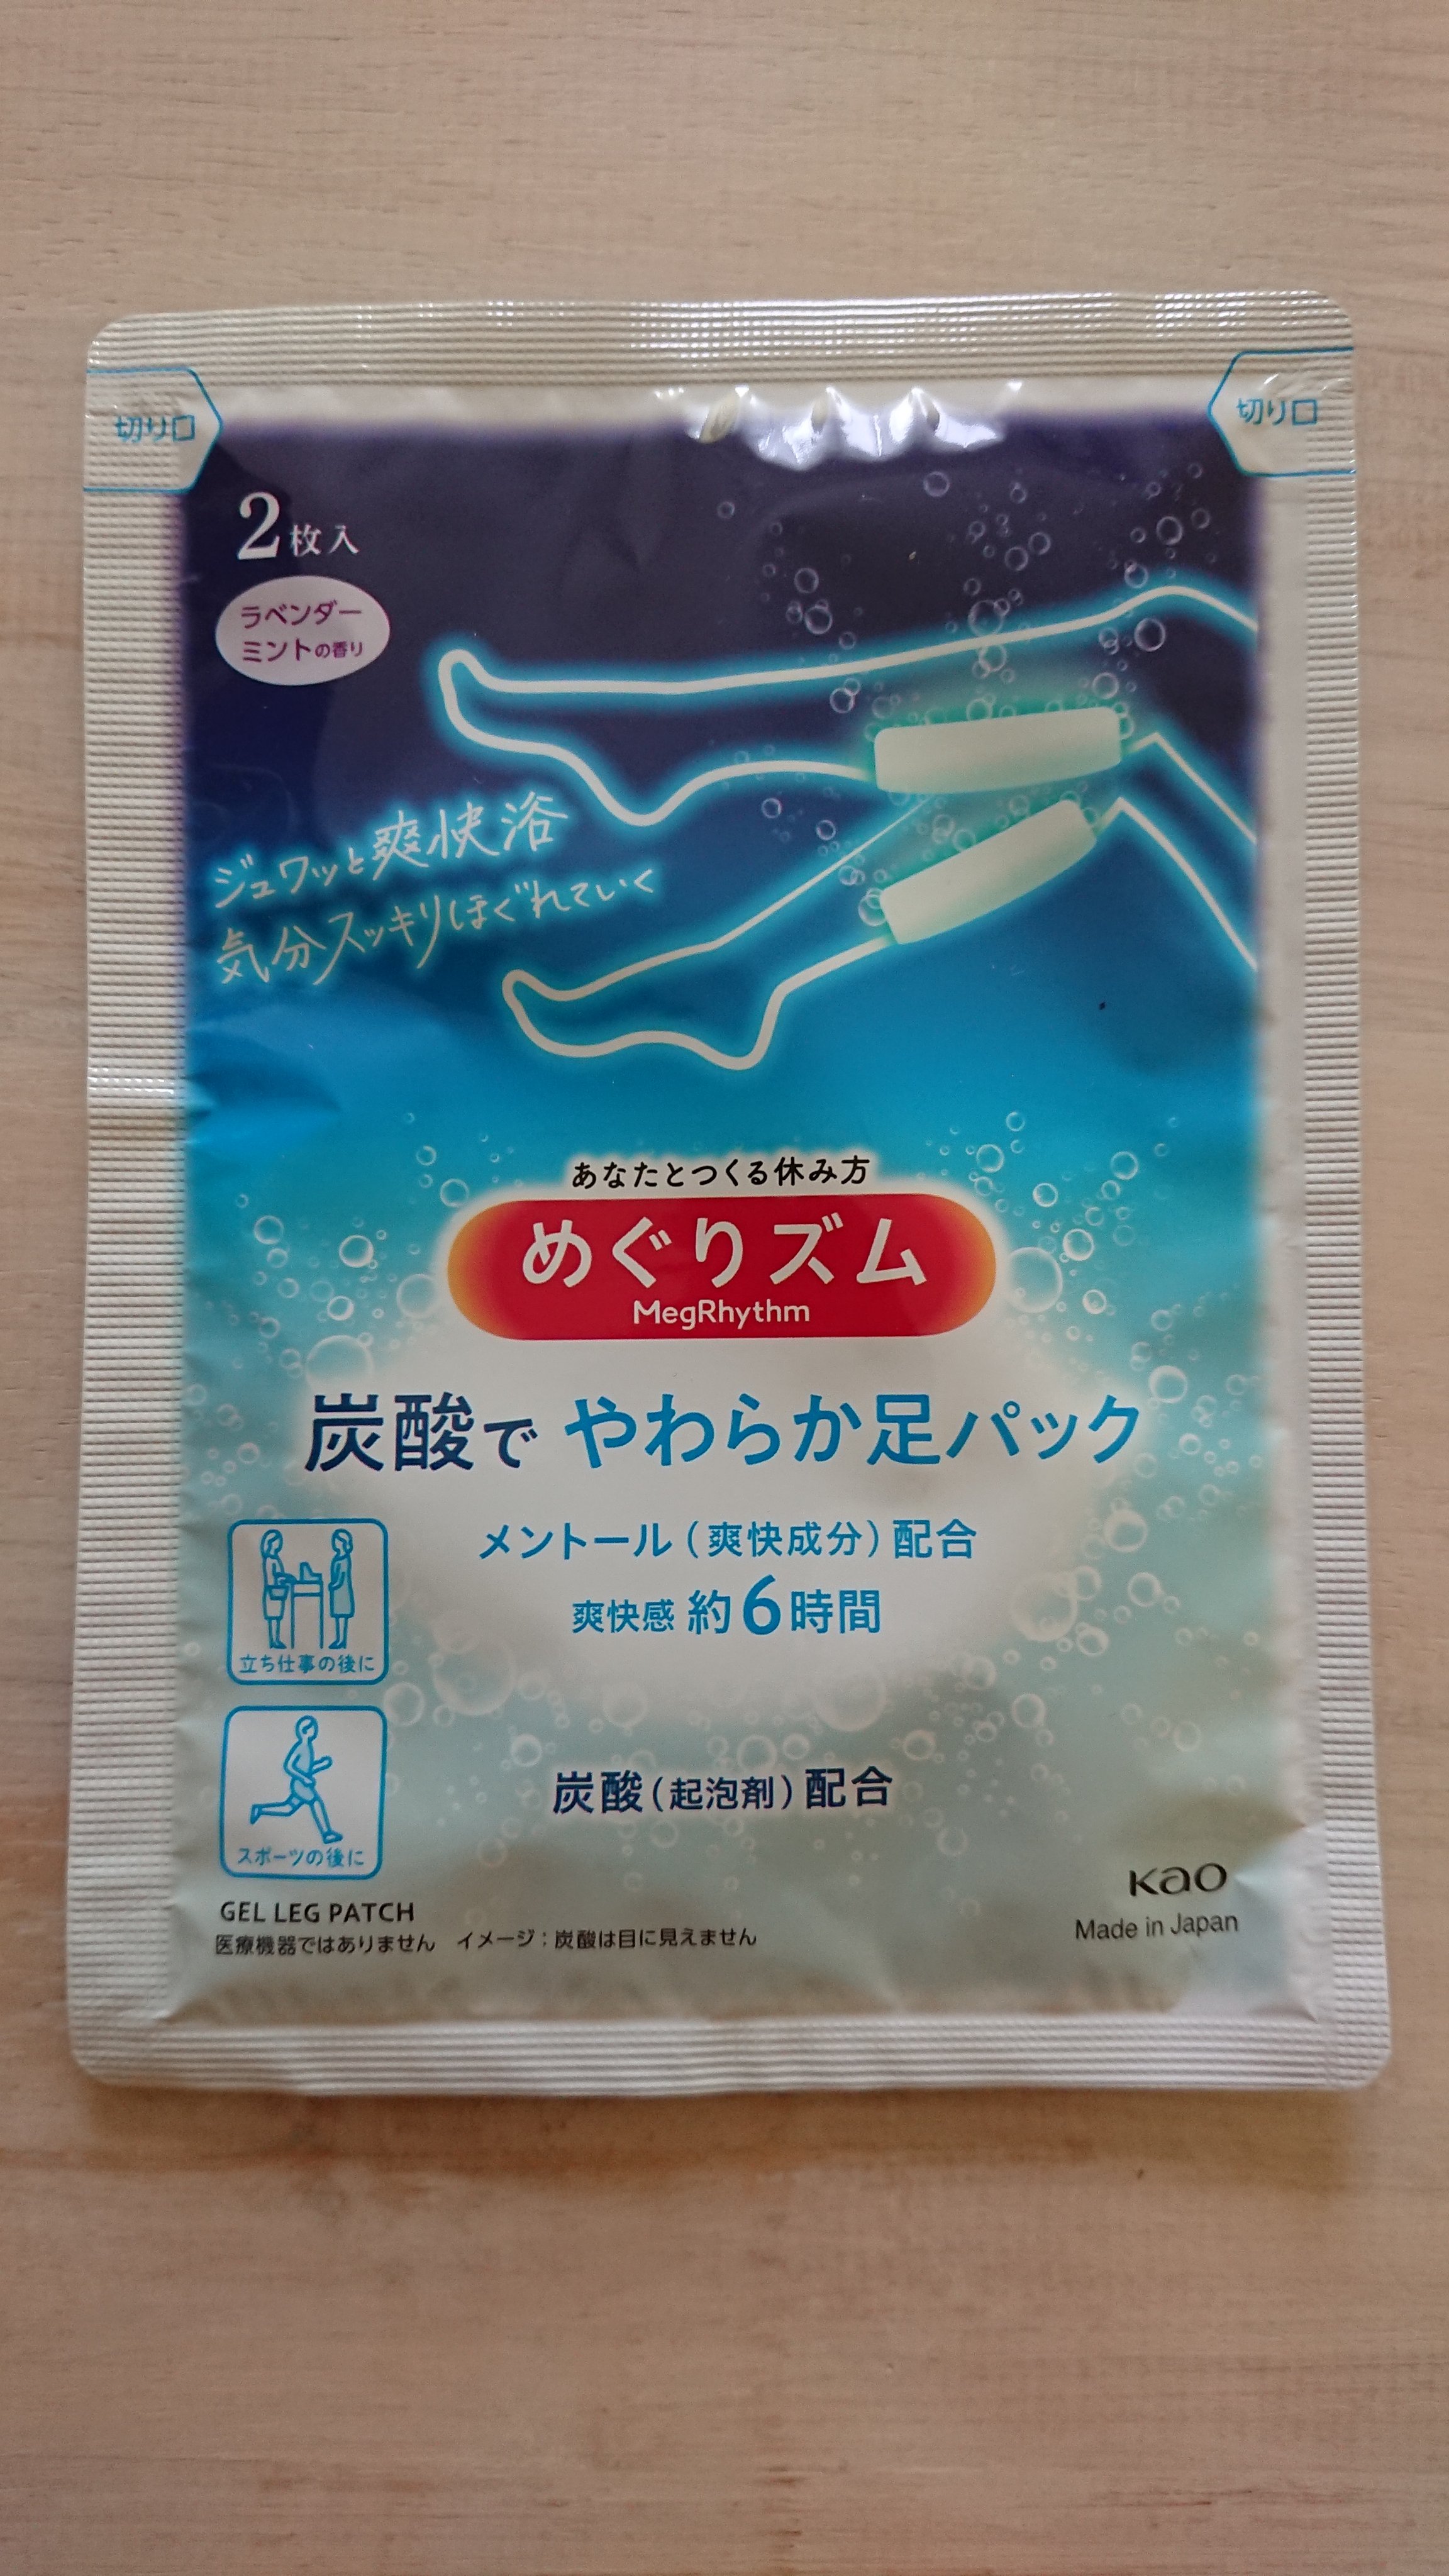 切り口
切り口
2枚入
ラベンダー
ミントの香り
ジュワッと爽快浴
気分スッキリほぐれていく
あなたとつくる休み方
めぐりズム
MegRhythm
炭酸で やわらか足パック
メントール(爽快成分)配合
爽快感 約6時間
立ち仕事の後に
スポーツの後に
炭酸(起泡剤)配合
GEL LEG PATCH
医療機器ではありません イメージ:炭酸は目に見えません
Kao
Made in Japan